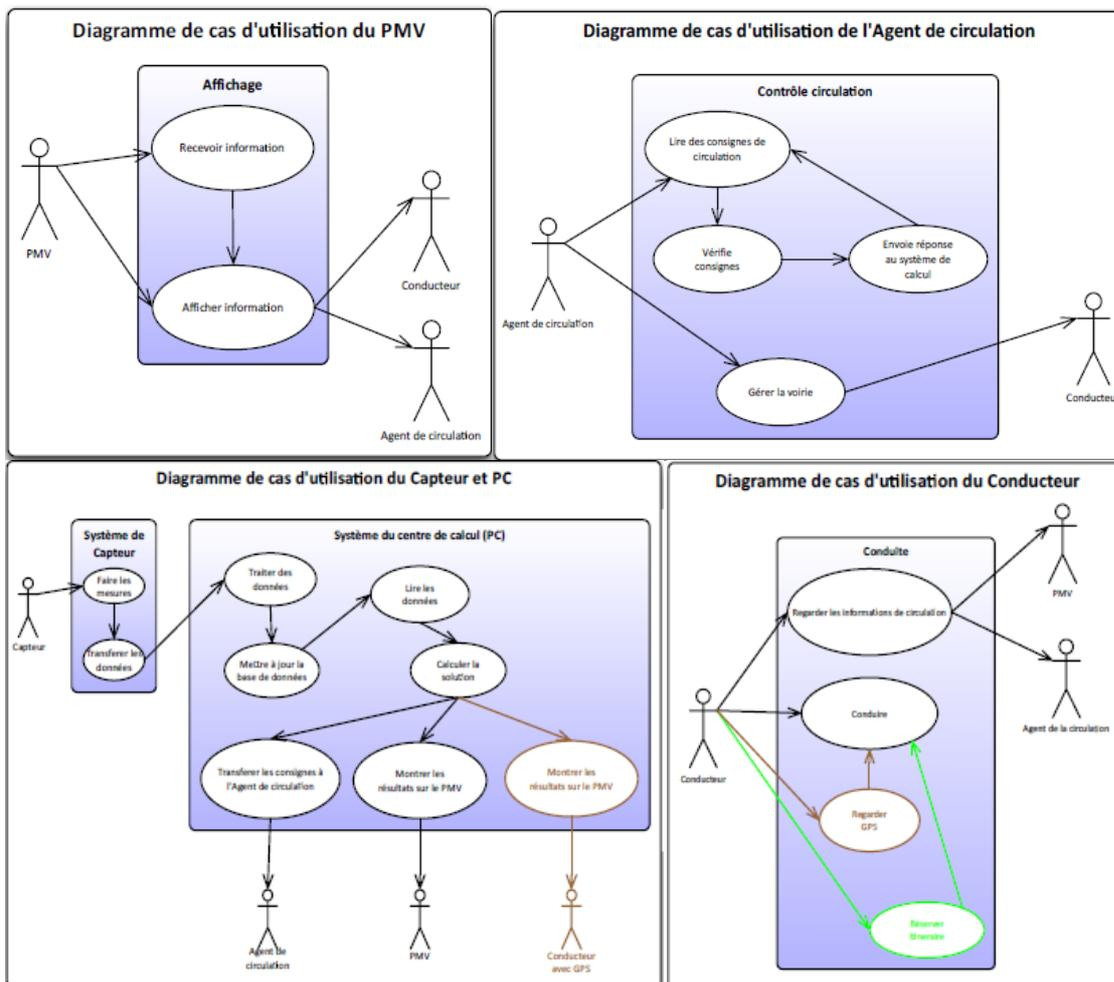 Diagramme de cas d'utilisation du PMV
Affichage
Recevoir information
PMV
Afficher information
Conducteur
Agent de circulation
Diagramme de cas d'utilisation de l'Agent de circulation
Contrôle circulation
Lire des consignes de
circulation
Vérifie
consignes
Envoie réponse
au système de
calcul
Agent de circulation
Gérer la voirie
Conducteur
Diagramme de cas d'utilisation du Capteur et PC
Système de
Capteur
Faire les
mesures
Transferer les
données
Capteur
Système du centre de calcul (PC)
Traiter des
données
Lire les
données
Mettre à jour la
base de données
Calculer la
solution
Transferer les consignes à
l'Agent de circulation
Montrer les
résultats sur le PMV
Montrer les
résultats sur le PMV
Agent de
circulation
PMV
Conducteur
avec GPS
Diagramme de cas d'utilisation du Conducteur
Conduite
Regarder les informations de circulation
PMV
Agent de la circulation
Conduire
Conducteur
Regarder
GPS
Réserver
Itineraire